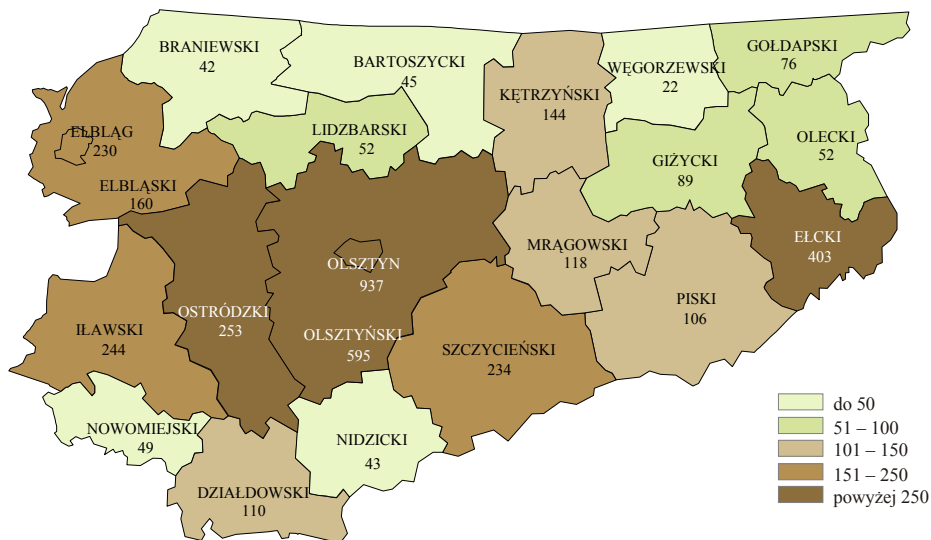 BRANIEWSKI
42
BARTOSZYCKI
45
GOŁDAPSKI
76
WĘGORZEWSKI
22
KĘTRZYŃSKI
144
ELBLĄG
230
LIDZBARSKI
52
OLECKI
52
GIŻYCKI
89
ELBLĄSKI
160
MRĄGOWSKI
118
EŁCKI
403
OLSZTYN
937
OSTRÓDZKI
253
PISKI
106
IŁAWSKI
244
OLSZTYŃSKI
595
SZCZYCIEŃSKI
234
NOWOMIEJSKI
49
NIDZICKI
43
DZIAŁDOWSKI
110
do 50
51 – 100
101 – 150
151 – 250
powyżej 250